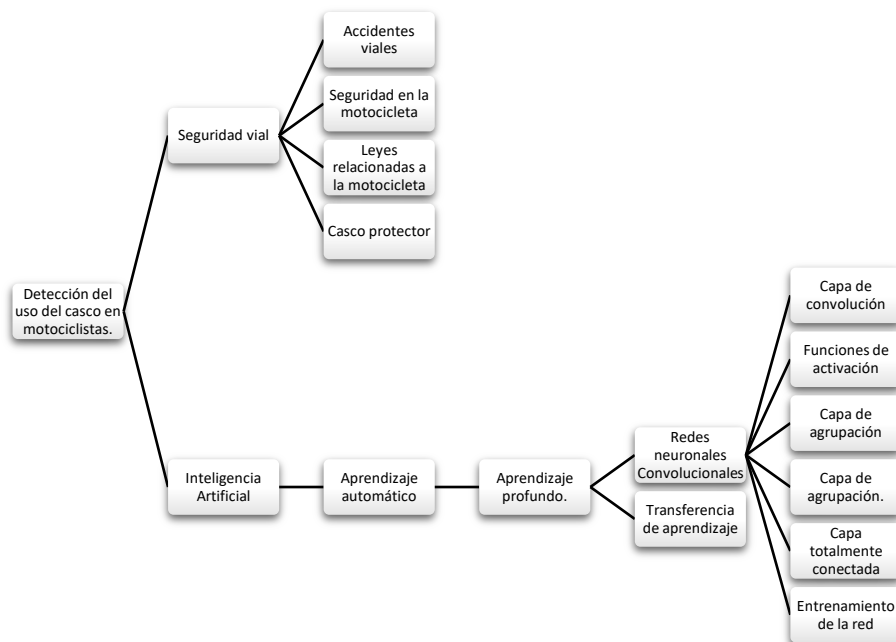 Accidentes
viales
Seguridad en la
motocicleta
Seguridad vial
Leyes
relacionadas a
la motocicleta
Casco protector
Detección del
uso del casco en
motociclistas.
Inteligencia
Artificial
Aprendizaje
automático
Aprendizaje
profundo.
Redes
neuronales
Convolucionales
Transferencia
de aprendizaje
Capa de
convolución
Funciones de
activación
Capa de
agrupación
Capa de
agrupación.
Capa
totalmente
conectada
Entrenamiento
de la red